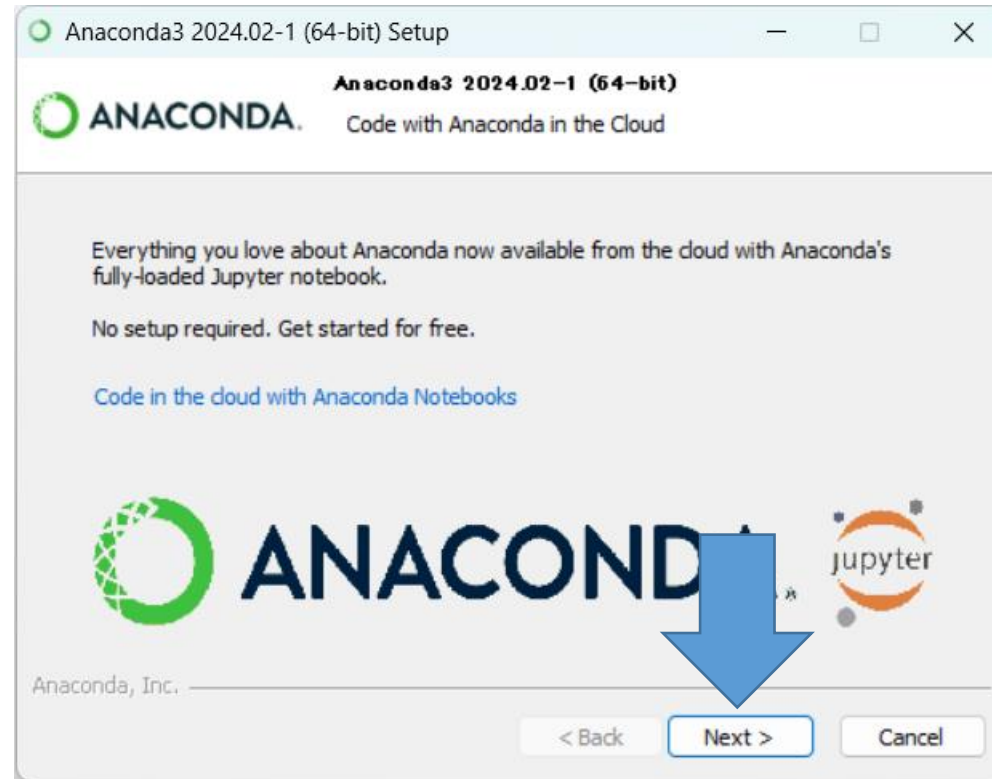 Anaconda3 2024.02-1 (64-bit) Setup
Anaconda3 2024.02-1 (64-bit)
ANACONDA.
Code with Anaconda in the Cloud
Everything you love about Anaconda now available from the cloud with Anaconda's
fully-loaded Jupyter notebook.
No setup required. Get started for free.
Code in the cloud with Anaconda Notebooks
ANACONDA
jupyter
Anaconda, Inc.
< Back
Next >
Cancel